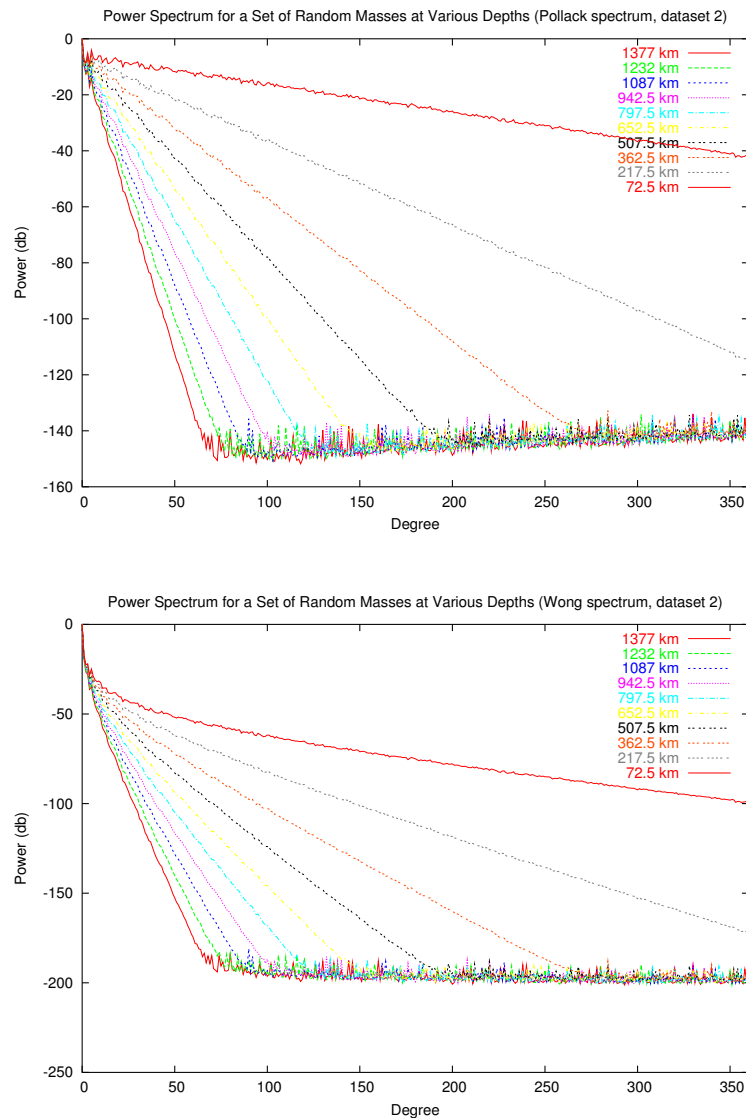 Power Spectrum for a Set of Random Masses at Various Depths (Pollack spectrum, dataset 2)
0
-20
-40
-60
-80
-100
-120
-140
-160
Power (db)
1377 km
1232 km
1087 km
942.5 km
797.5 km
652.5 km
507.5 km
362.5 km
217.5 km
72.5 km
0 50 100 150 200 250 300 350
Degree
Power Spectrum for a Set of Random Masses at Various Depths (Wong spectrum, dataset 2)
0
-50
-100
-150
-200
-250
Power (db)
1377 km
1232 km
1087 km
942.5 km
797.5 km
652.5 km
507.5 km
362.5 km
217.5 km
72.5 km
0 50 100 150 200 250 300 350
Degree